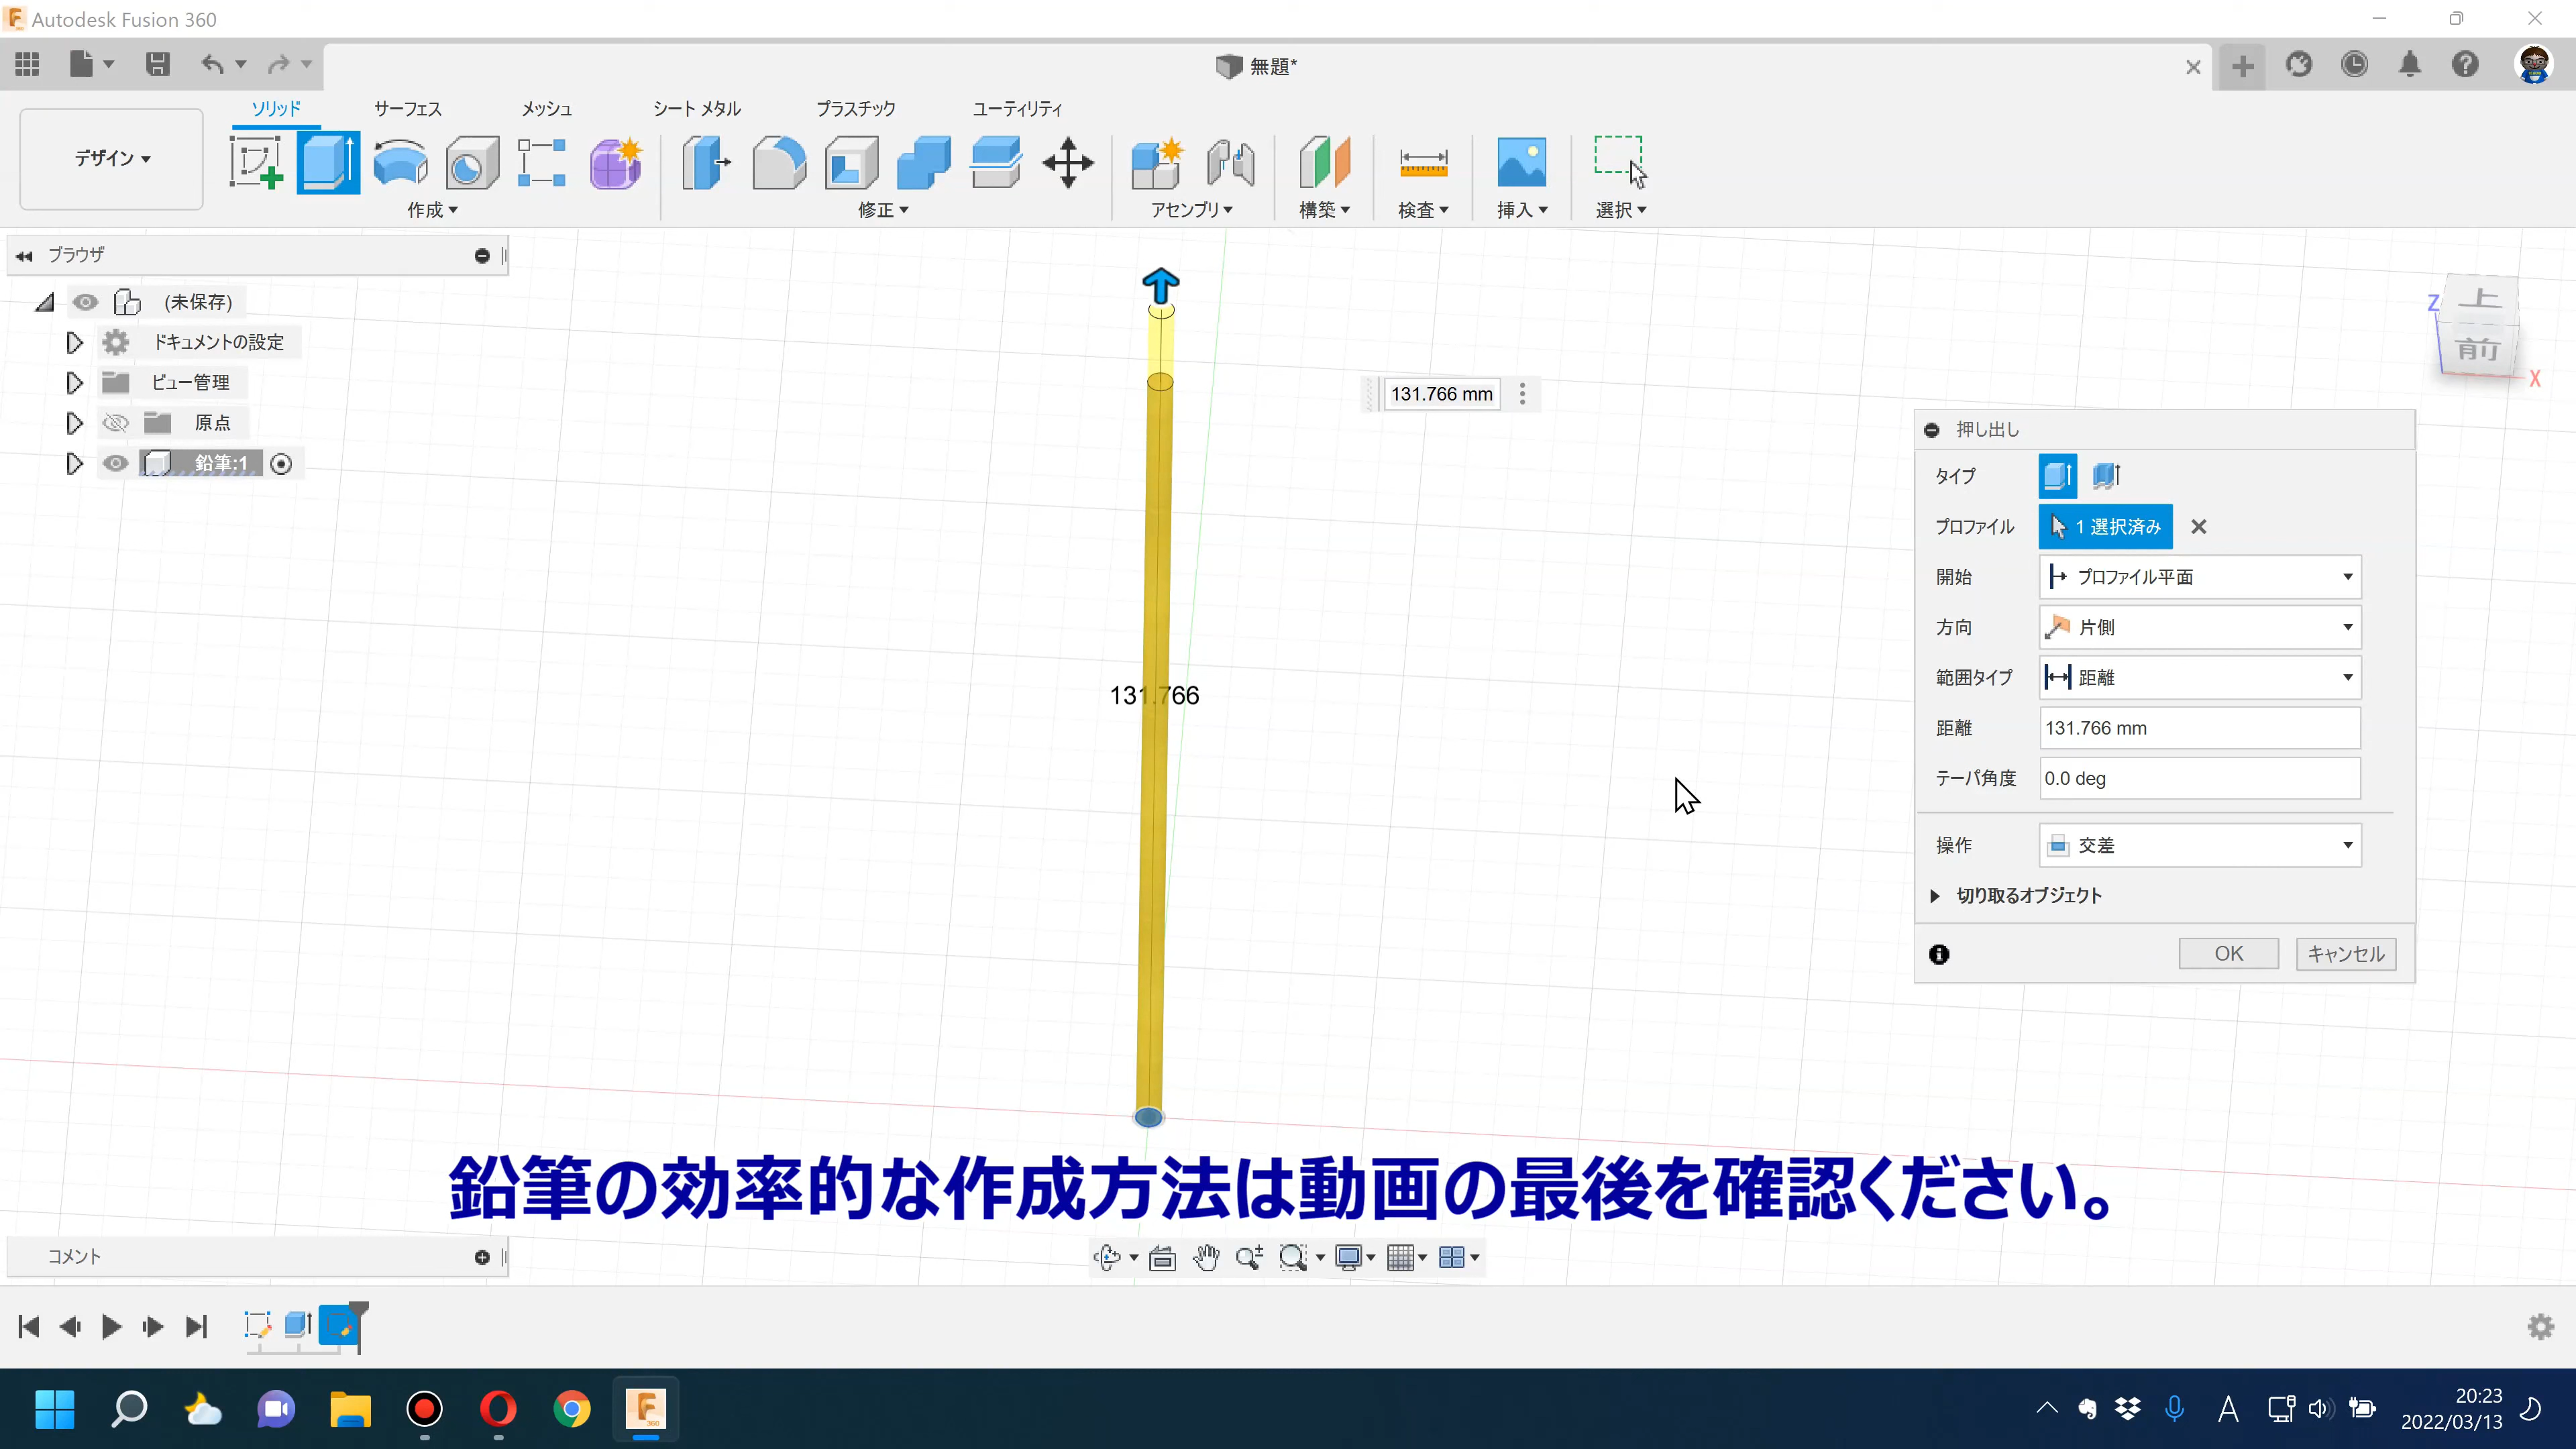 Autodesk Fusion 360
無題*
ソリッド サーフェス メッシュ シート メタル プラスチック ユーティリティ
デザイン
作成 修正 アセンブリ 構築 検査 挿入 選択
ブラウザ
(未保存)
ドキュメントの設定
ビュー管理
原点
鉛筆:1
131.766 mm
131.766
上
前
Z
X
押し出し
タイプ
プロファイル 1 選択済み
開始 プロファイル平面
方向 片側
範囲タイプ 距離
距離 131.766 mm
テーパ角度 0.0 deg
操作 交差
切り取るオブジェクト
OK キャンセル
鉛筆の効率的な作成方法は動画の最後を確認ください。
コメント
A
20:23
2022/03/13